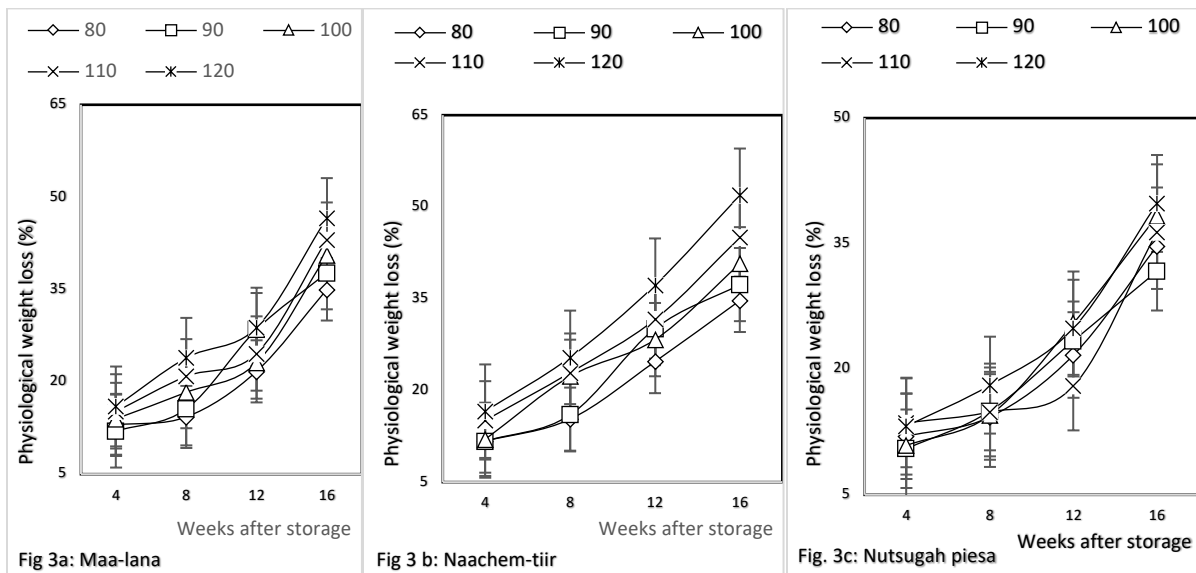 80 90 100
110 120
Physiological weight loss (%)
65
50
35
20
5
4 8 12 16
Weeks after storage
Fig 3a: Maa-lana
80 90 100
110 120
Physiological weight loss (%)
65
50
35
20
5
4 8 12 16
Weeks after storage
Fig 3 b: Naachem-tiir
80 90 100
110 120
Physiological weight loss (%)
50
35
20
5
4 8 12 16
Weeks after storage
Fig. 3c: Nutsugah piesa